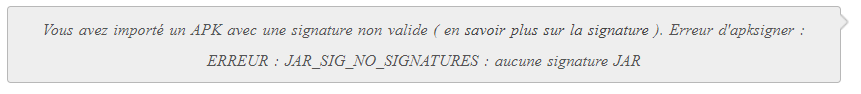 Vous avez importé un APK avec une signature non valide ( en savoir plus sur la signature ). Erreur d'apksigner :
ERREUR : JAR_SIG_NO_SIGNATURES : aucune signature JAR